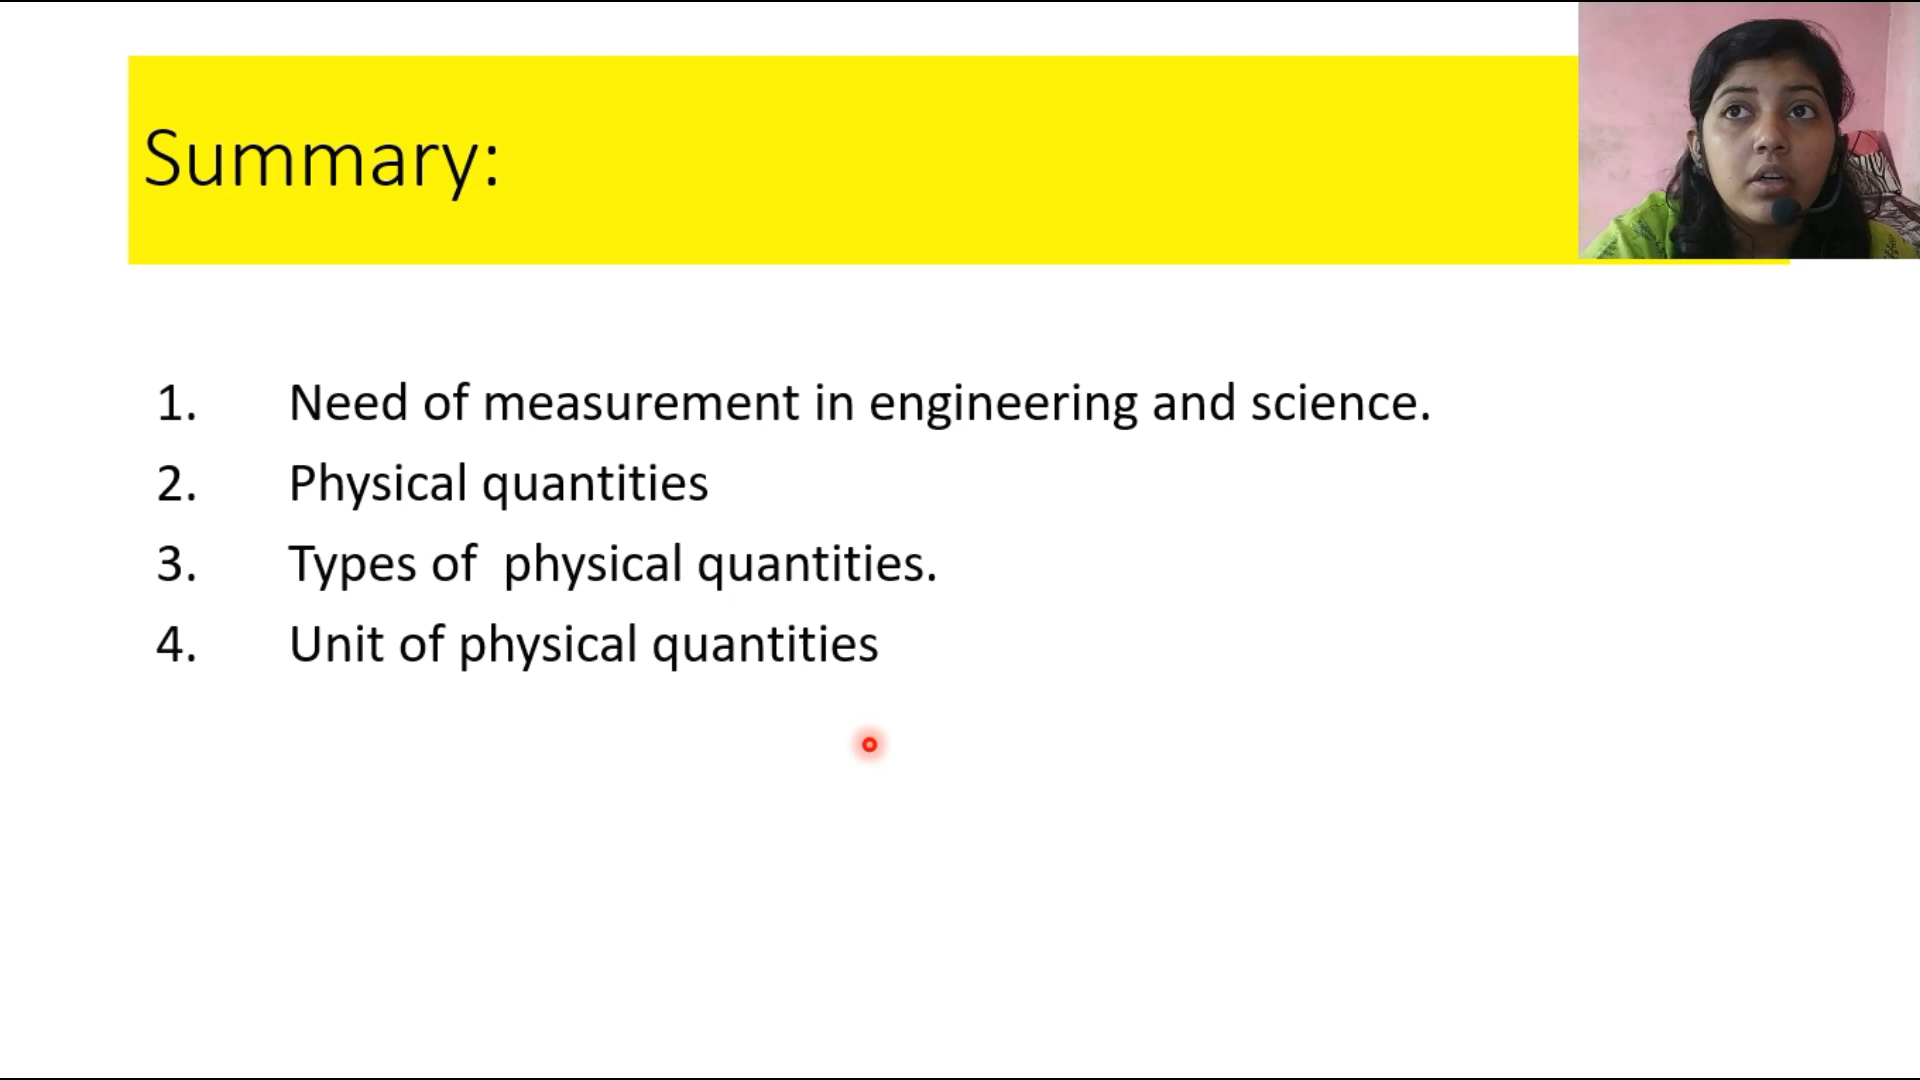 Summary:
1. Need of measurement in engineering and science.
2. Physical quantities
3. Types of  physical quantities.
4. Unit of physical quantities